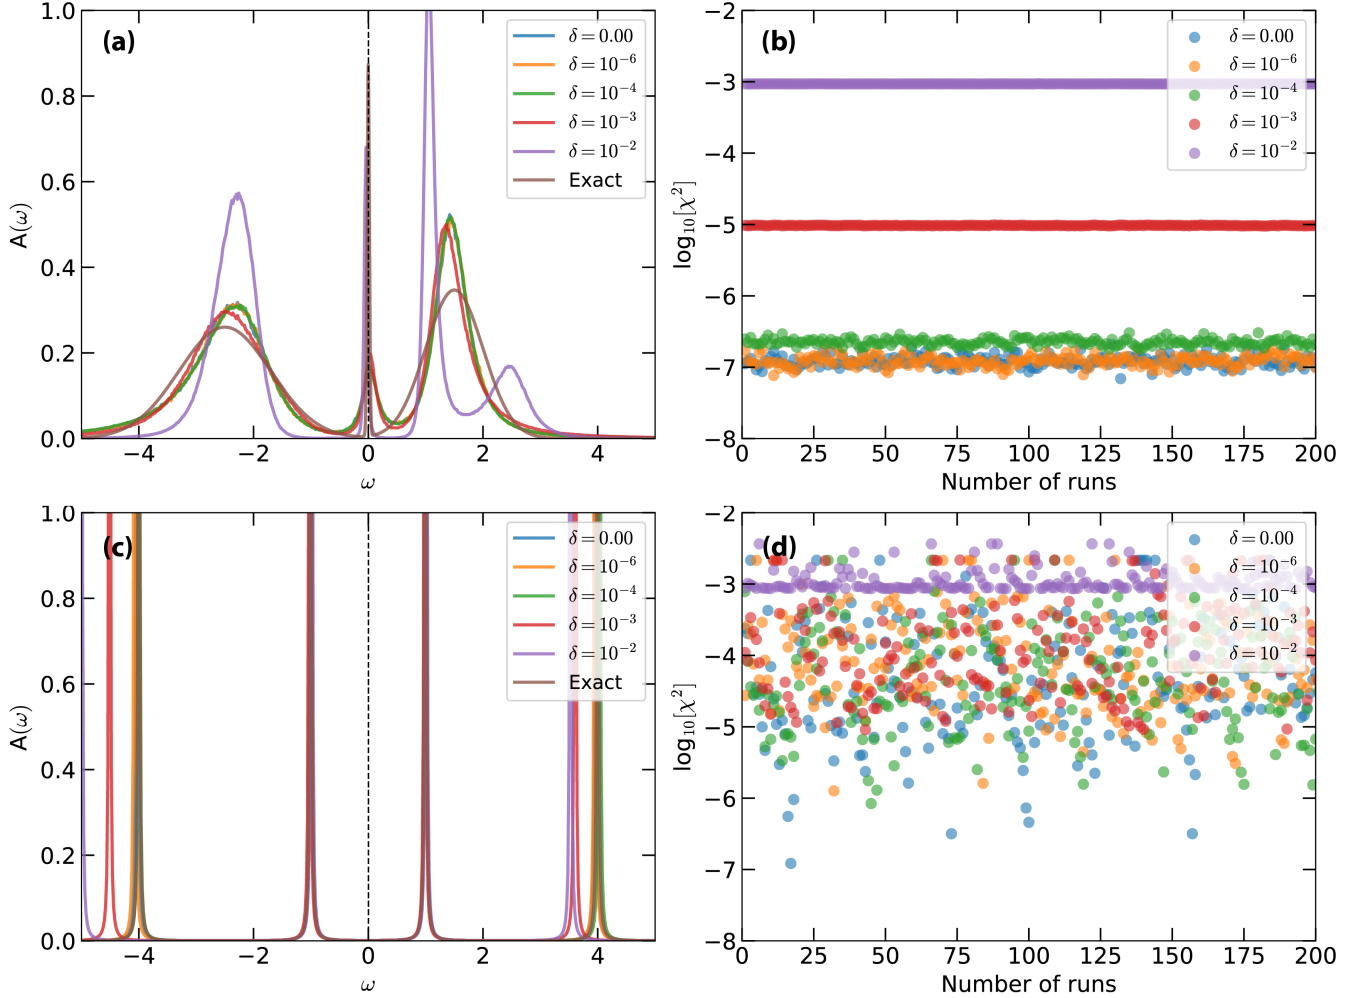 (a)
A(ω)
1.0
0.8
0.6
0.4
0.2
0.0
−4 −2 0 2 4
ω
δ = 0.00
δ = 10⁻⁶
δ = 10⁻⁴
δ = 10⁻³
δ = 10⁻²
Exact
(b)
log₁₀[χ²]
−2
−3
−4
−5
−6
−7
−8
0 25 50 75 100 125 150 175 200
Number of runs
δ = 0.00
δ = 10⁻⁶
δ = 10⁻⁴
δ = 10⁻³
δ = 10⁻²
(c)
A(ω)
1.0
0.8
0.6
0.4
0.2
0.0
−4 −2 0 2 4
ω
δ = 0.00
δ = 10⁻⁶
δ = 10⁻⁴
δ = 10⁻³
δ = 10⁻²
Exact
(d)
log₁₀[χ²]
−2
−3
−4
−5
−6
−7
−8
0 25 50 75 100 125 150 175 200
Number of runs
δ = 0.00
δ = 10⁻⁶
δ = 10⁻⁴
δ = 10⁻³
δ = 10⁻²